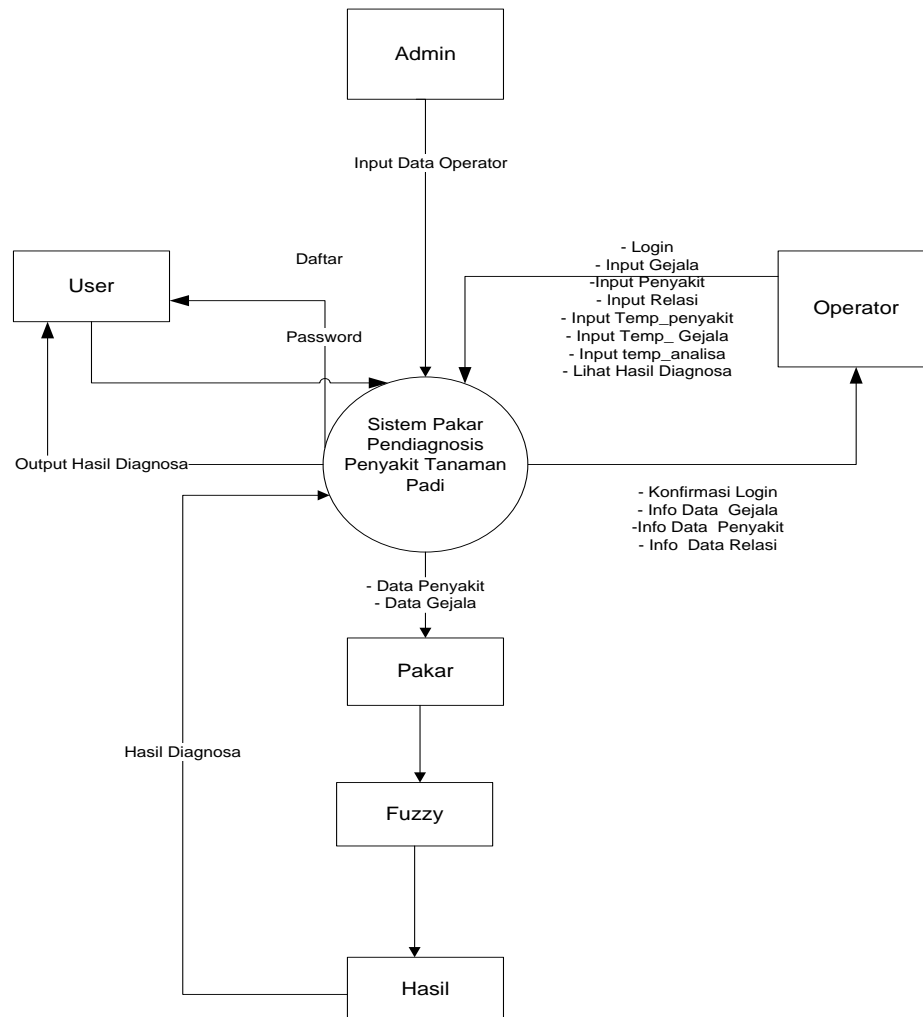 Admin
Input Data Operator
Daftar
User
Password
- Login
- Input Gejala
-Input Penyakit
- Input Relasi
- Input Temp_penyakit
- Input Temp_ Gejala
- Input temp_analisa
- Lihat Hasil Diagnosa
Operator
Sistem Pakar
Pendiagnosis
Penyakit Tanaman
Padi
Output Hasil Diagnosa
- Konfirmasi Login
- Info Data  Gejala
-Info Data  Penyakit
- Info  Data Relasi
- Data Penyakit
- Data Gejala
Pakar
Hasil Diagnosa
Fuzzy
Hasil